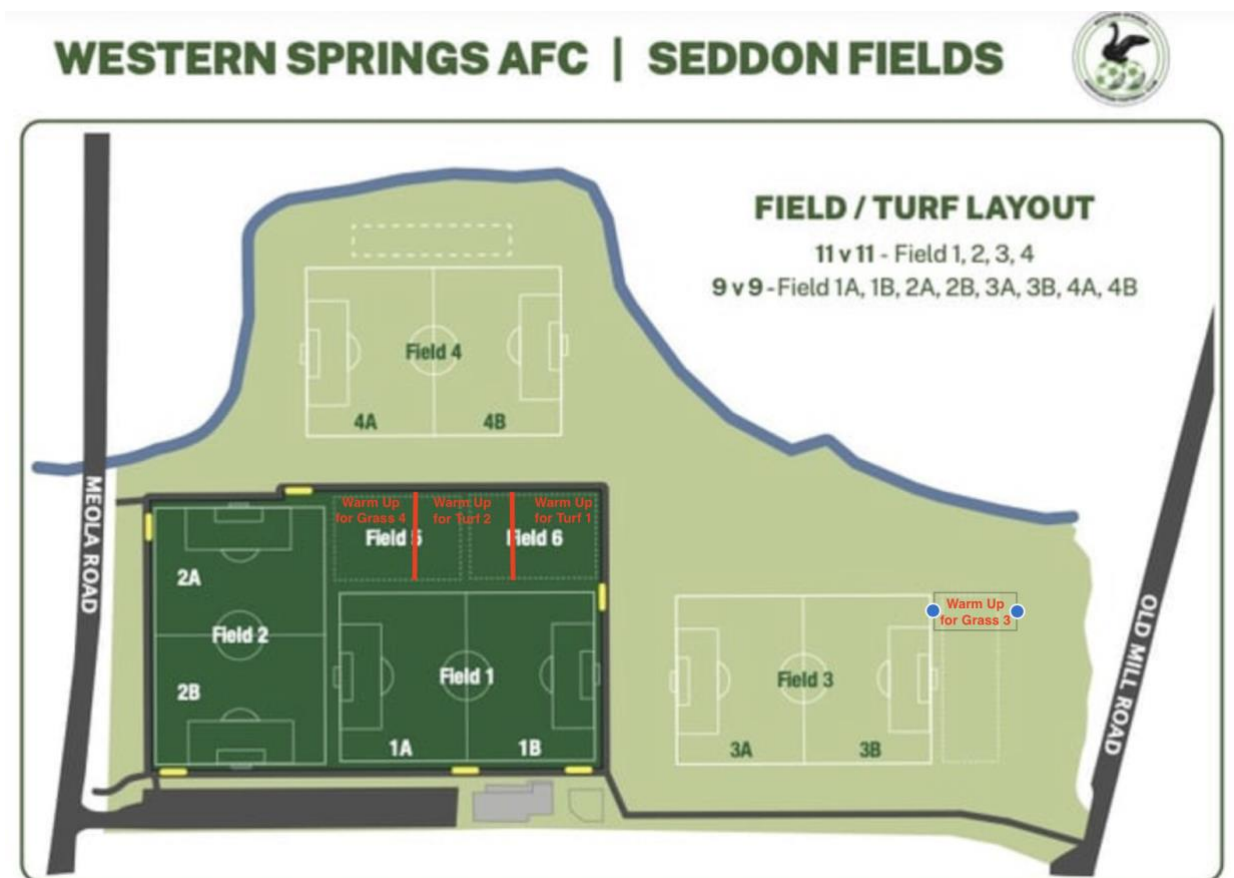 WESTERN SPRINGS AFC | SEDDON FIELDS
FIELD / TURF LAYOUT
11 v 11 - Field 1, 2, 3, 4
9 v 9 -Field 1A, 1B, 2A, 2B, 3A, 3B, 4A, 4B
Field 4
4A
4B
MEOLA ROAD
Warm Up
for Grass 4
Warm Up
for Turf 2
Warm Up
for Turf 1
Field 5
Field 6
2A
Field 2
2B
Field 1
1A
1B
Warm Up
for Grass 3
Field 3
3A
3B
OLD MILL ROAD